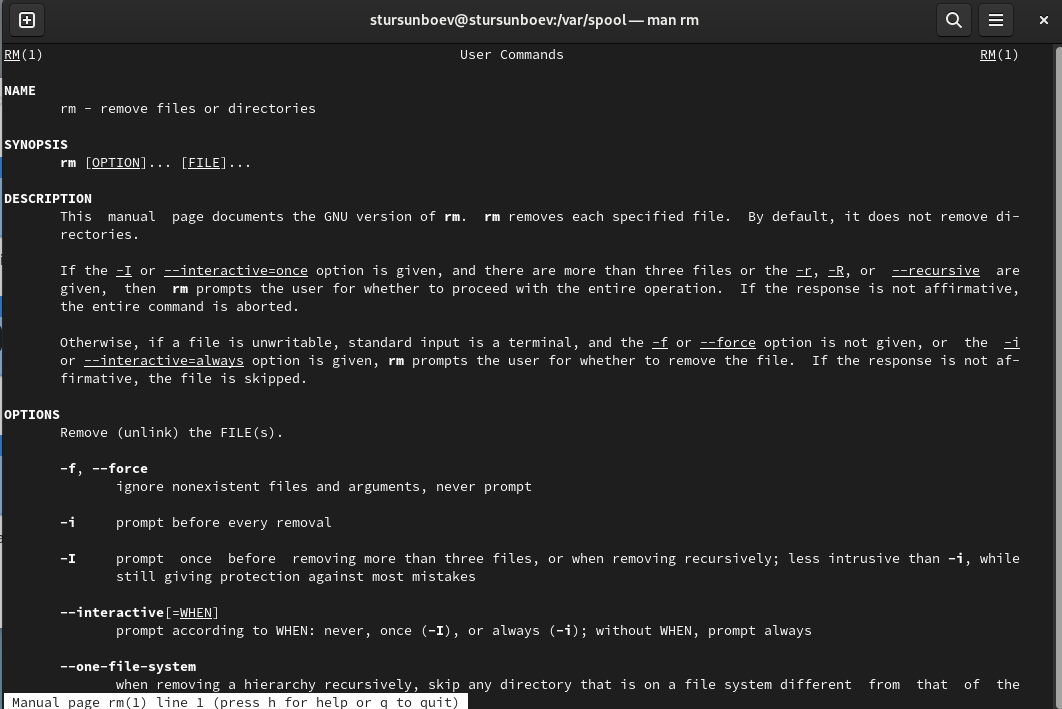 stursunboev@stursunboev:/var/spool — man rm
RM(1) User Commands RM(1)
NAME
rm - remove files or directories
SYNOPSIS
rm [OPTION]... [FILE]...
DESCRIPTION
This manual page documents the GNU version of rm. rm removes each specified file. By default, it does not remove di-
rectories.
If the -I or --interactive=once option is given, and there are more than three files or the -r, -R, or --recursive are
given, then rm prompts the user for whether to proceed with the entire operation. If the response is not affirmative,
the entire command is aborted.
Otherwise, if a file is unwritable, standard input is a terminal, and the -f or --force option is not given, or the -i
or --interactive=always option is given, rm prompts the user for whether to remove the file. If the response is not af-
firmative, the file is skipped.
OPTIONS
Remove (unlink) the FILE(s).
-f, --force
ignore nonexistent files and arguments, never prompt
-i prompt before every removal
-I prompt once before removing more than three files, or when removing recursively; less intrusive than -i, while
still giving protection against most mistakes
--interactive[=WHEN]
prompt according to WHEN: never, once (-I), or always (-i); without WHEN, prompt always
--one-file-system
when removing a hierarchy recursively, skip any directory that is on a file system different from that of the
Manual page rm(1) line 1 (press h for help or q to quit)